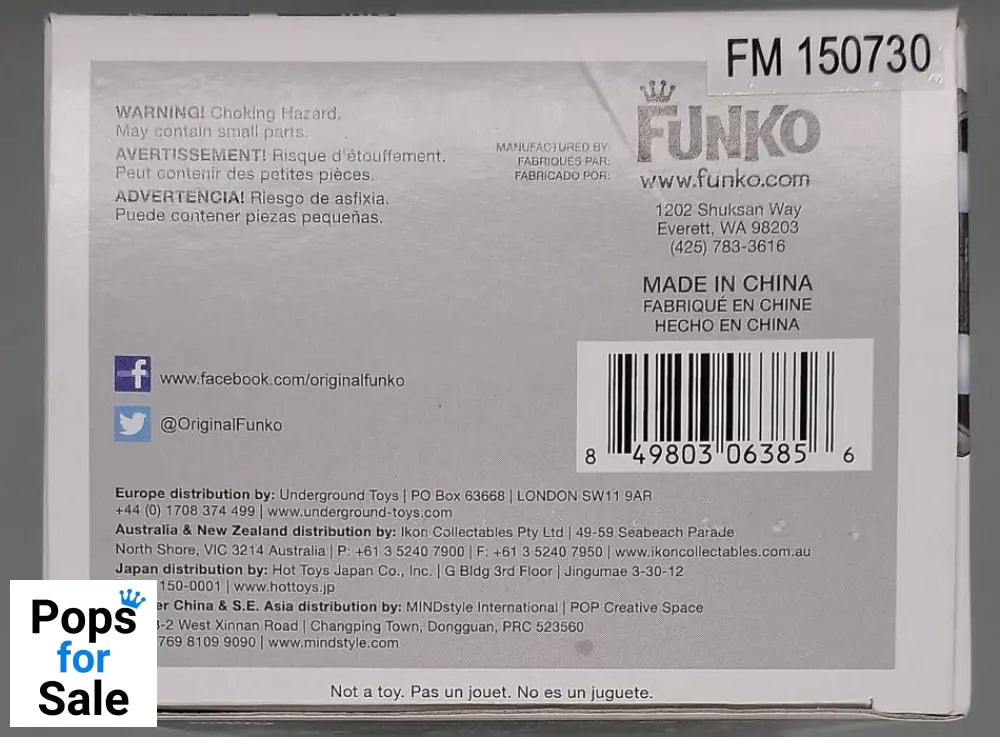 FM 150730
WARNING! Choking Hazard.
May contain small parts.
AVERTISSEMENT! Risque d'étouffement.
Peut contenir des petites pièces.
ADVERTENCIA! Riesgo de asfixia.
Puede contener piezas pequeñas.
MANUFACTURED BY
FABRIQUÉS PAR:
FABRICADO POR:
FUNKO
www.funko.com
1202 Shuksan Way
Everett, WA 98203
(425) 783-3616
MADE IN CHINA
FABRIQUÉ EN CHINE
HECHO EN CHINA
8 49803 06385 6
f www.facebook.com/originalfunko
@OriginalFunko
Europe distribution by: Underground Toys | PO Box 63668 | LONDON SW11 9AR
+44 (0) 1708 374 499 | www.underground-toys.com
Australia & New Zealand distribution by: Ikon Collectables Pty Ltd | 49-59 Seabeach Parade
North Shore, VIC 3214 Australia | P: +61 3 5240 7900 | F: +61 3 5240 7950 | www.ikoncollectables.com.au
Japan distribution by: Hot Toys Japan Co., Inc. | G Bldg 3rd Floor | Jingumae 3-30-12
150-0001 | www.hottoys.jp
China & S.E. Asia distribution by: MINDstyle International | POP Creative Space
West Xinnan Road | Changping Town, Dongguan, PRC 523560
769 8109 9090 | www.mindstyle.com
Not a toy. Pas un jouet. No es un juguete.
Pops
for
Sale